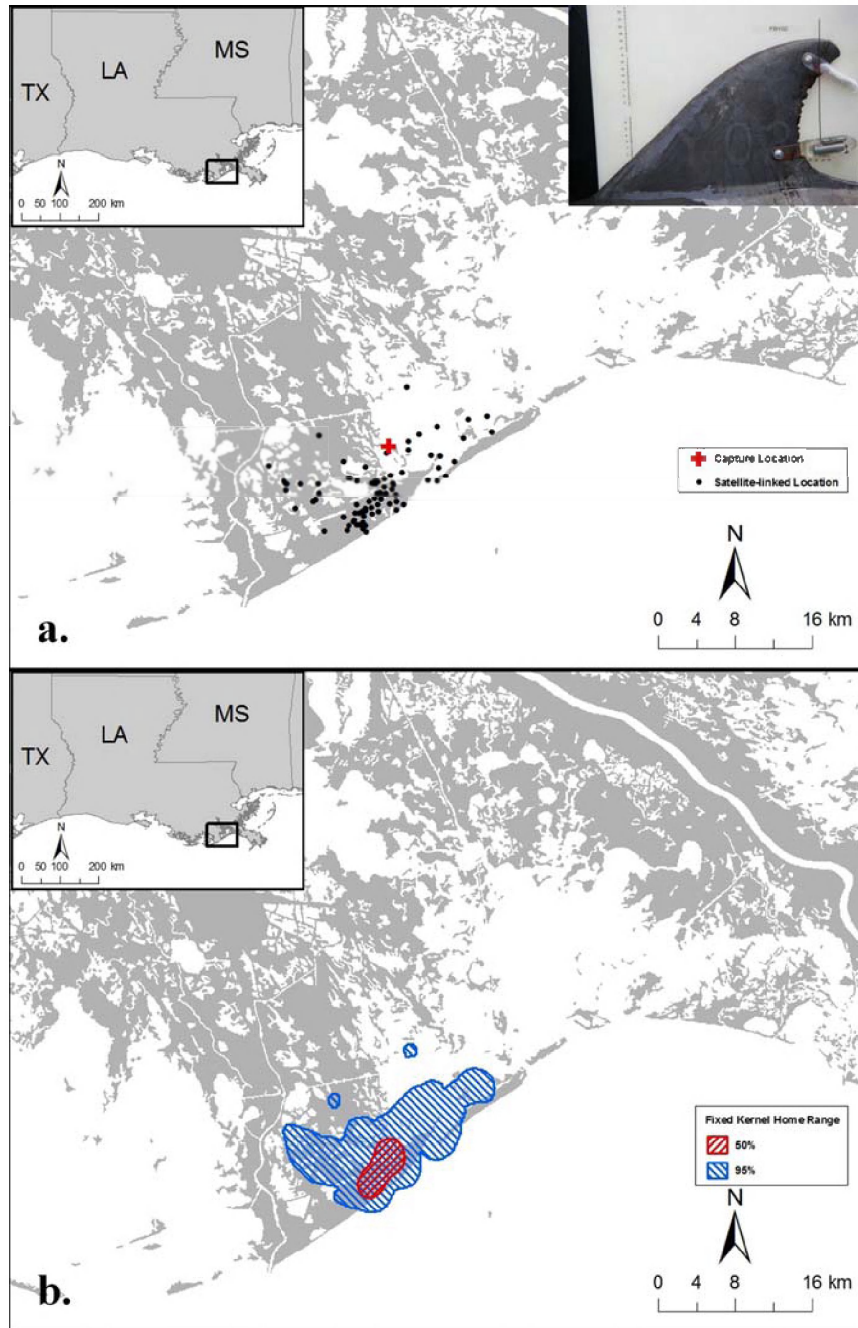 TX
LA
MS
N
0 50 100 200 km
Capture Location
Satellite-linked Location
N
0 4 8 16 km
a.
TX
LA
MS
N
0 50 100 200 km
Fixed Kernel Home Range
50%
95%
N
0 4 8 16 km
b.